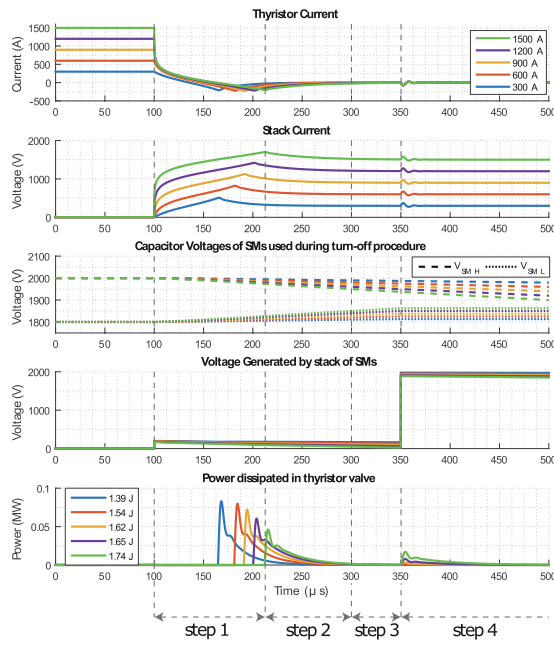 Thyristor Current
Current (A)
1500
1000
500
0
-500
0 50 100 150 200 250 300 350 400 450 500
1500 A
1200 A
900 A
600 A
300 A
Stack Current
Voltage (V)
2000
1000
0
0 50 100 150 200 250 300 350 400 450 500
Capacitor Voltages of SMs used during turn-off procedure
Voltage (V)
2100
2000
1900
1800
0 50 100 150 200 250 300 350 400 450 500
V SM H V SM L
Voltage Generated by stack of SMs
Voltage (V)
2000
1000
0
0 50 100 150 200 250 300 350 400 450 500
Power dissipated in thyristor valve
Power (MW)
0.1
0.05
0
0 50 100 150 200 250 300 350 400 450 500
1.39 J
1.54 J
1.62 J
1.65 J
1.74 J
Time (μ s)
step 1 step 2 step 3 step 4